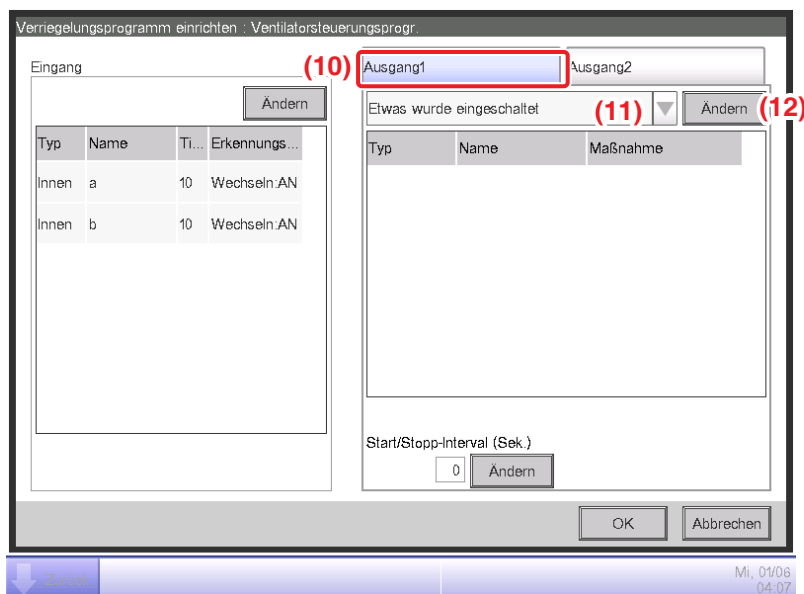 Verriegelungsprogramm einrichten : Ventilatorsteuerungsprogr.
Eingang
Ändern
Typ Name Ti... Erkennungs...
Innen a 10 Wechseln:AN
Innen b 10 Wechseln:AN
(10) Ausgang1 Ausgang2
Etwas wurde eingeschaltet (11) Ändern (12)
Typ Name Maßnahme
Start/Stopp-Interval (Sek.)
0 Ändern
OK Abbrechen
Mi, 01/06
04:07